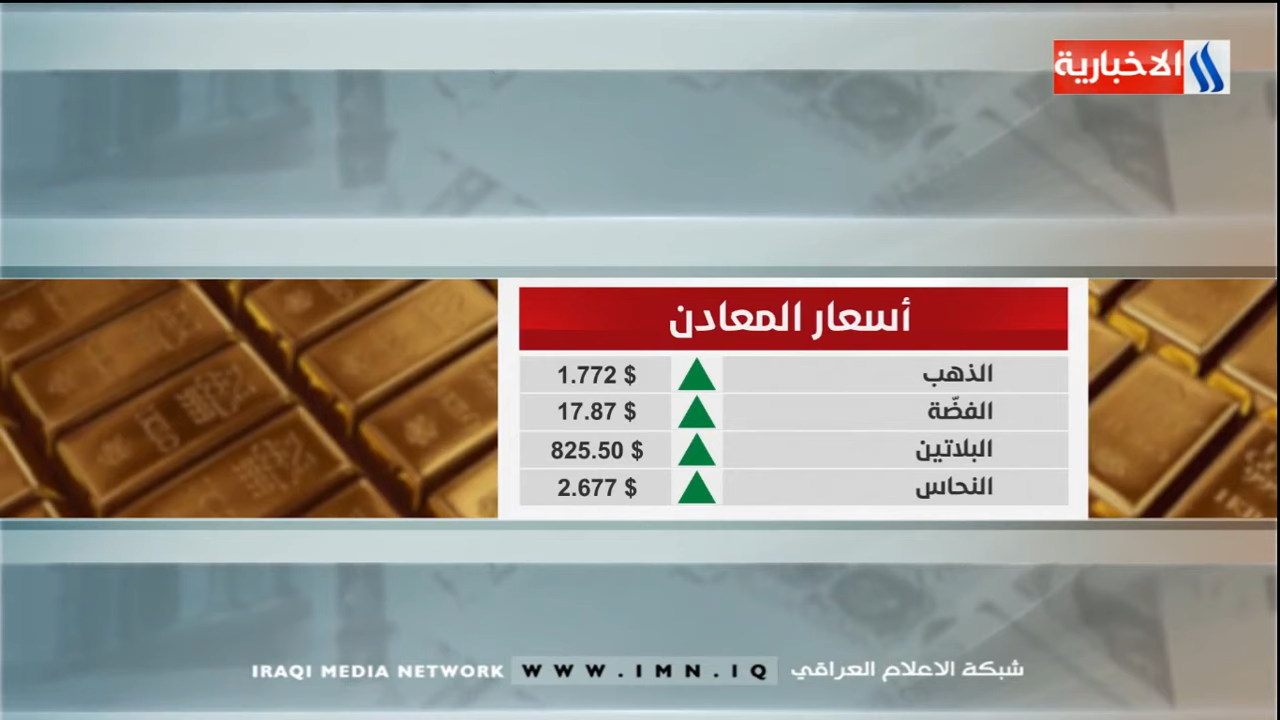 الاخبارية
أسعار المعادن
الذهب 1.772 $
الفضّة 17.87 $
البلاتين 825.50 $
النحاس 2.677 $
IRAQI MEDIA NETWORK WWW.IMN.IQ شبكة الاعلام العراقي